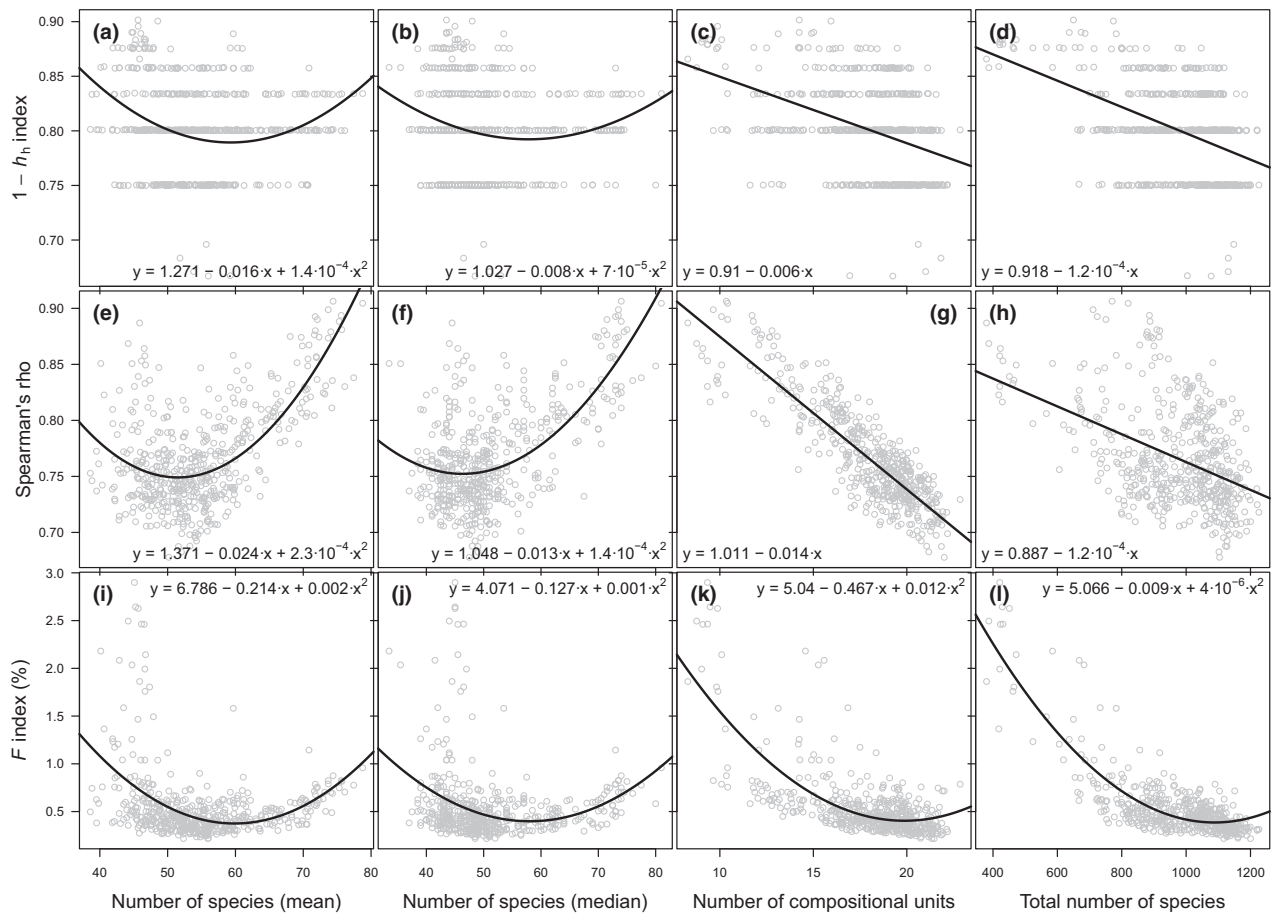 (a) (b) (c) (d)
0.90
0.85
0.80
0.75
0.70
1 − hₕ index
y = 1.271 − 0.016·x + 1.4·10⁻⁴·x²
y = 1.027 − 0.008·x + 7·10⁻⁵·x²
y = 0.91 − 0.006·x
y = 0.918 − 1.2·10⁻⁴·x
(e) (f) (g) (h)
0.90
0.85
0.80
0.75
0.70
Spearman's rho
y = 1.371 − 0.024·x + 2.3·10⁻⁴·x²
y = 1.048 − 0.013·x + 1.4·10⁻⁴·x²
y = 1.011 − 0.014·x
y = 0.887 − 1.2·10⁻⁴·x
(i) (j) (k) (l)
y = 6.786 − 0.214·x + 0.002·x²
y = 4.071 − 0.127·x + 0.001·x²
y = 5.04 − 0.467·x + 0.012·x²
y = 5.066 − 0.009·x + 4·10⁻⁶·x²
3.0
2.5
2.0
1.5
1.0
0.5
F index (%)
40 50 60 70 80
40 50 60 70 80
10 15 20
400 600 800 1000 1200
Number of species (mean)
Number of species (median)
Number of compositional units
Total number of species